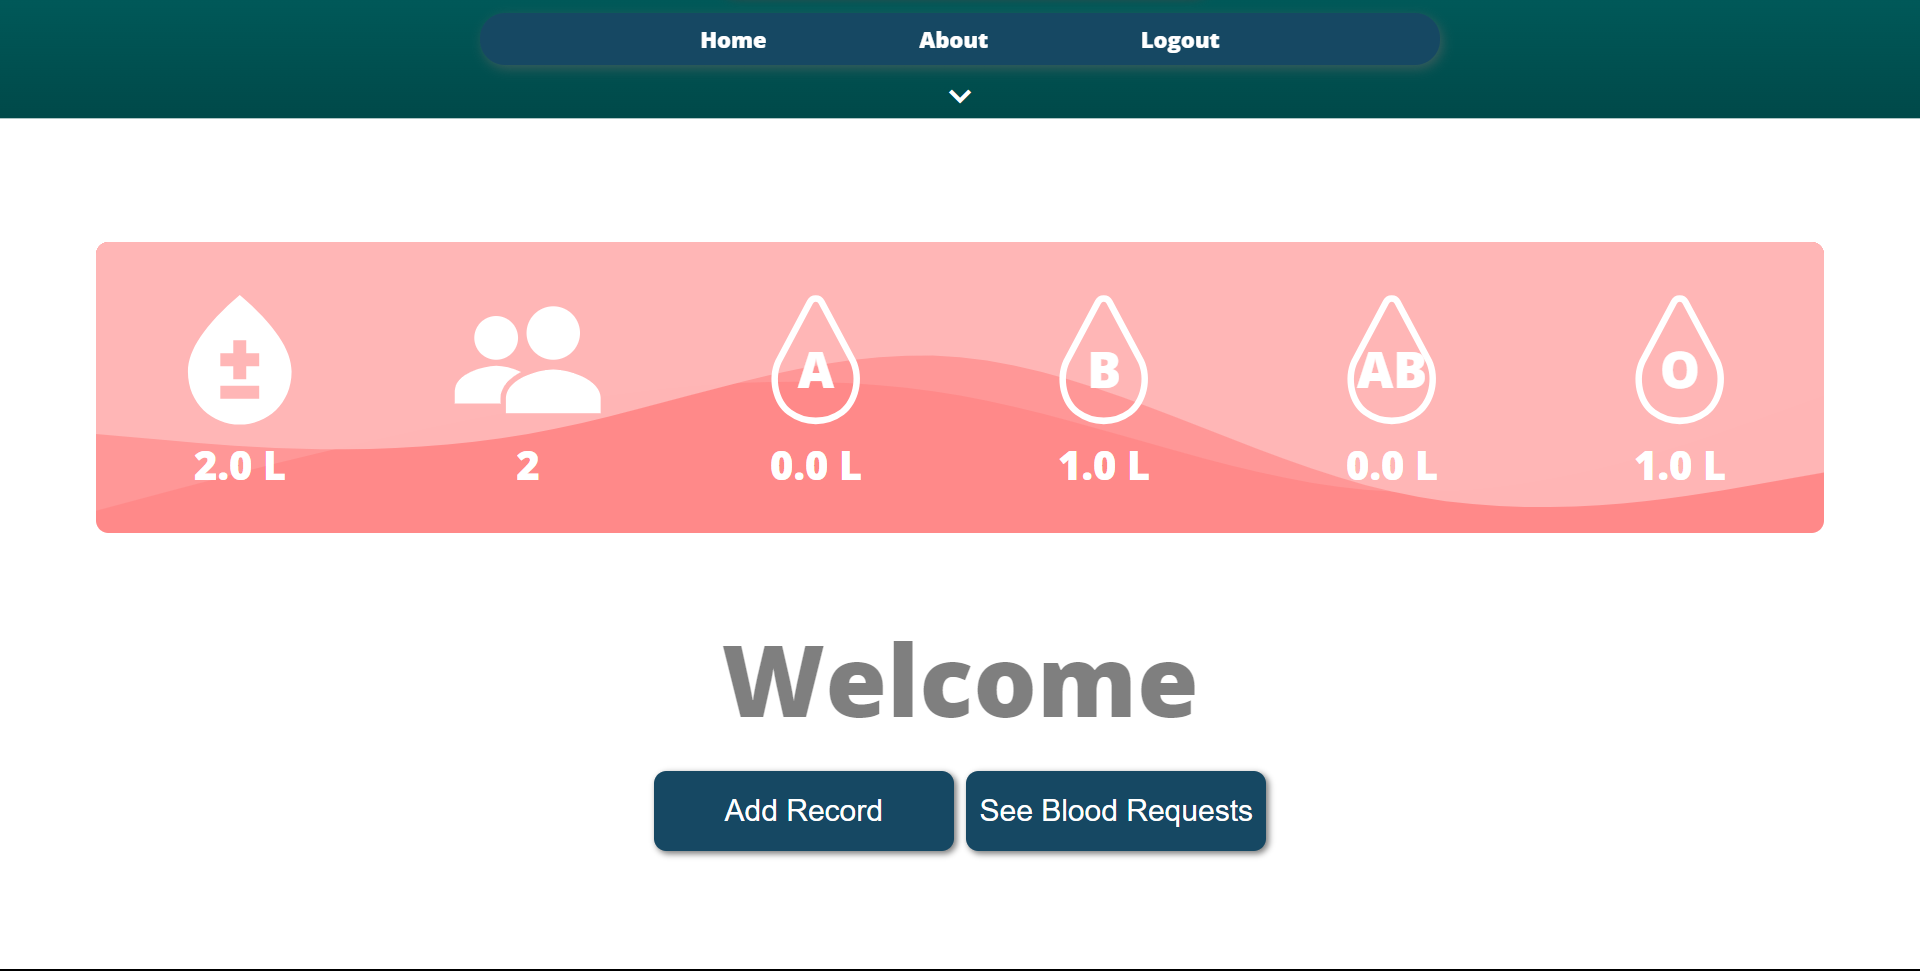 Home About Logout
A B AB O
2.0 L 2 0.0 L 1.0 L 0.0 L 1.0 L
Welcome
Add Record See Blood Requests